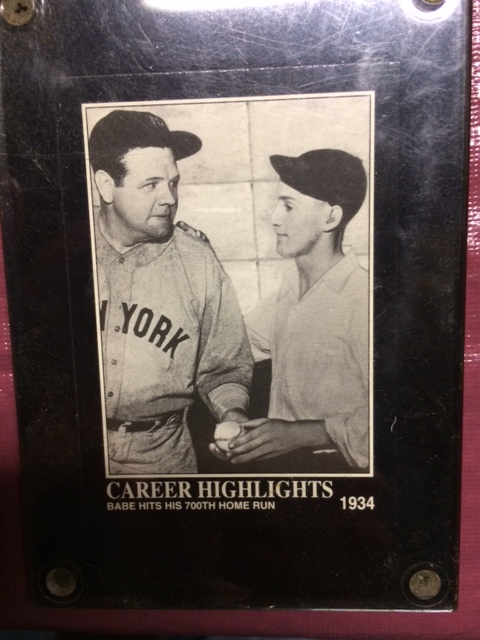 YORK
CAREER HIGHLIGHTS
BABE HITS HIS 700TH HOME RUN 1934